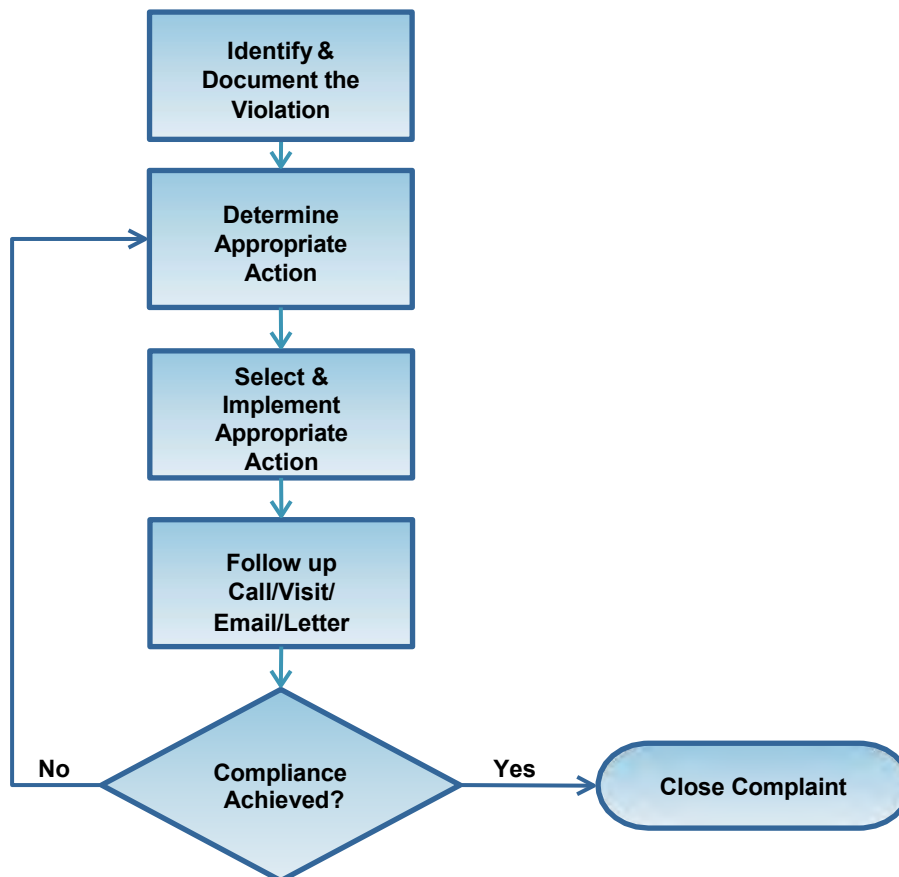 Identify &
Document the
Violation
Determine
Appropriate
Action
Select &
Implement
Appropriate
Action
Follow up
Call/Visit/
Email/Letter
No
Compliance
Achieved?
Yes
Close Complaint